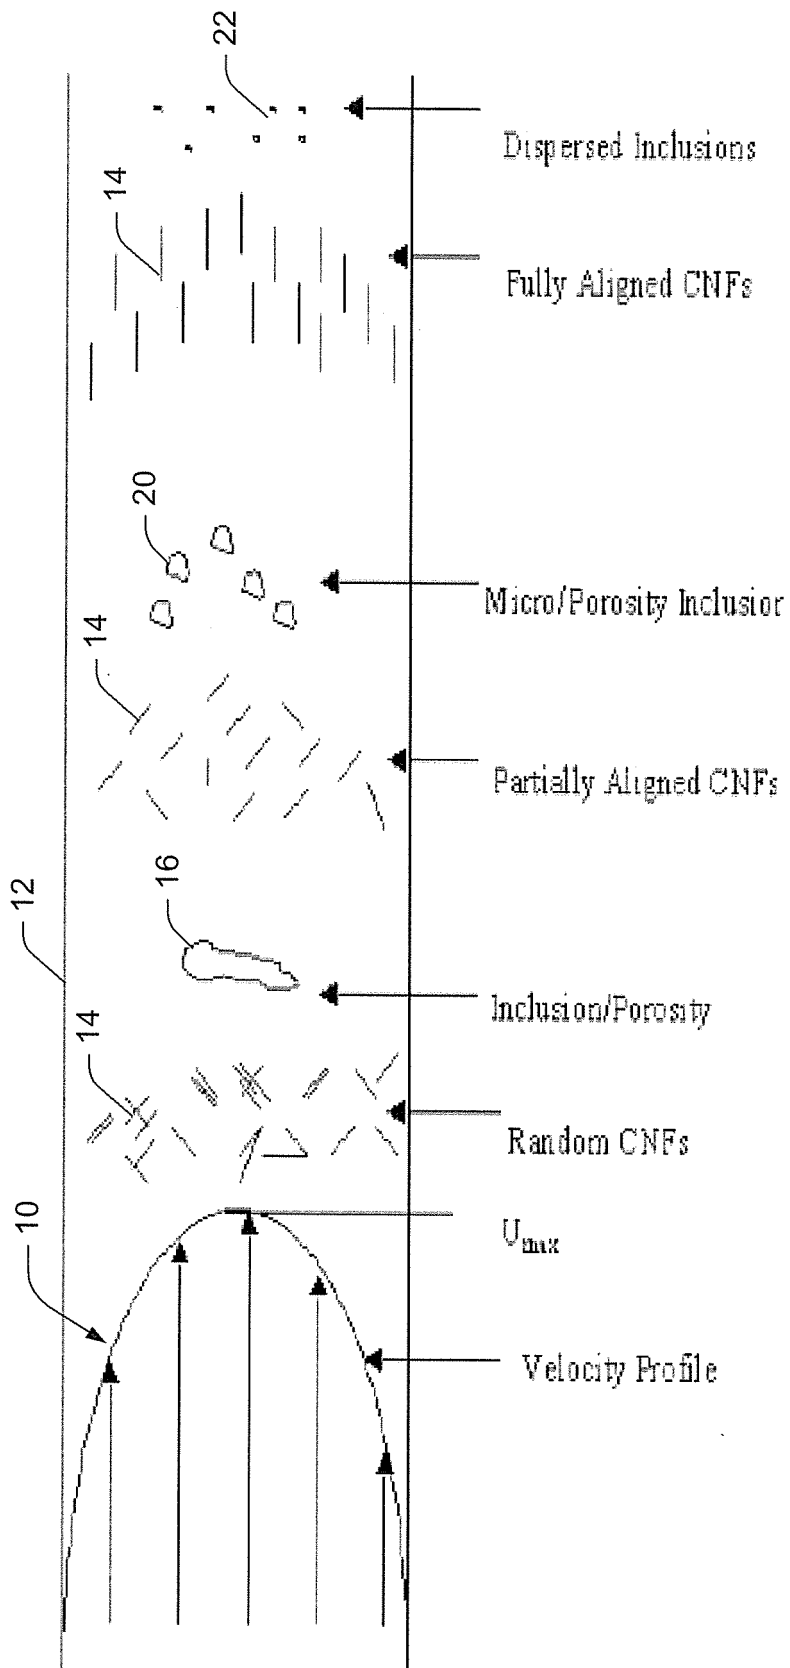 22
Dispersed Inclusions
14
Fully Aligned CNFs
20
Micro/Porosity Inclusior
14
Partially Aligned CNFs
16
12
Inclusion/Porosity
14
Random CNFs
10
Umax
Velocity Profile